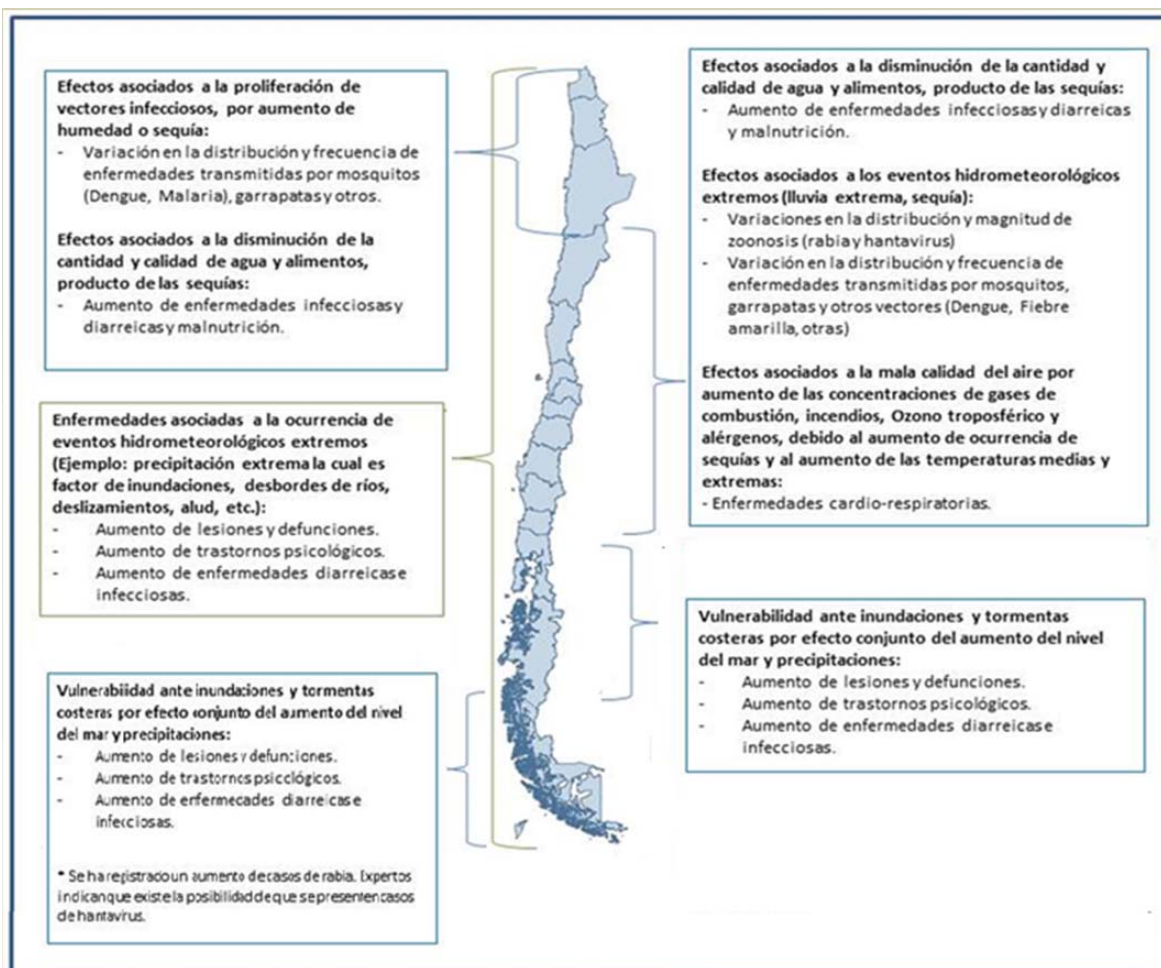 Efectos asociados a la proliferación de
vectores infecciosos, por aumento de
humedad o sequía:
- Variación en la distribución y frecuencia de
enfermedades transmitidas por mosquitos
(Dengue, Malaria), garrapatas y otros.
Efectos asociados a la disminución de la
cantidad y calidad de agua y alimentos,
producto de las sequías:
- Aumento de enfermedades infecciosas y
diarreicas y malnutrición.
Enfermedades asociadas a la ocurrencia de
eventos hidrometeorológicos extremos
(Ejemplo: precipitación extrema la cual es
factor de inundaciones, desbordes de ríos,
deslizamientos, alud, etc.):
- Aumento de lesiones y defunciones.
- Aumento de trastornos psicológicos.
- Aumento de enfermedades diarreicas e
infecciosas.
Vulnerabilidad ante inundaciones y tormentas
costeras por efecto conjunto del aumento del nivel
del mar y precipitaciones:
- Aumento de lesiones y defunciones.
- Aumento de trastornos psicológicos.
- Aumento de enfermedades diarreicas e
infecciosas.
* Se ha registrado un aumento de casos de rabia. Expertos
indican que existe la posibilidad de que se presenten casos
de hantavirus.
Efectos asociados a la disminución de la cantidad y
calidad de agua y alimentos, producto de las sequías:
- Aumento de enfermedades infecciosas y diarreicas
y malnutrición.
Efectos asociados a los eventos hidrometeorológicos
extremos (lluvia extrema, sequía):
- Variaciones en la distribución y magnitud de
zoonosis (rabia y hantavirus)
- Variación en la distribución y frecuencia de
enfermedades transmitidas por mosquitos,
garrapatas y otros vectores (Dengue, Fiebre
amarilla, otras)
Efectos asociados a la mala calidad del aire por
aumento de las concentraciones de gases de
combustión, incendios, Ozono troposférico y
alérgenos, debido al aumento de ocurrencia de
sequías y al aumento de las temperaturas medias y
extremas:
- Enfermedades cardio-respiratorias.
Vulnerabilidad ante inundaciones y tormentas
costeras por efecto conjunto del aumento del nivel
del mar y precipitaciones:
- Aumento de lesiones y defunciones.
- Aumento de trastornos psicológicos.
- Aumento de enfermedades diarreicas e
infecciosas.